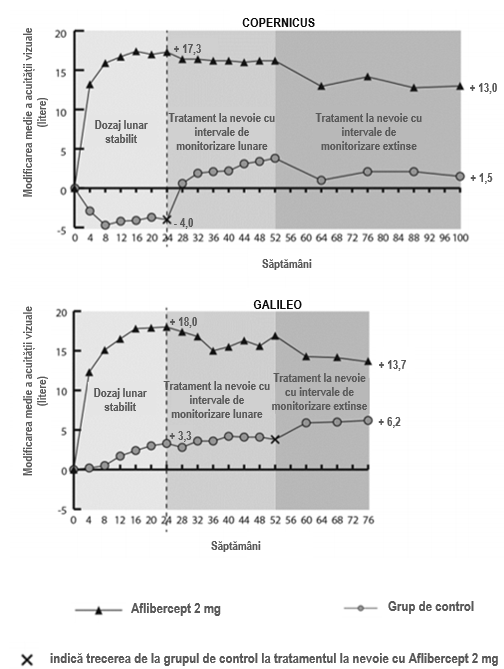 COPERNICUS
Modificarea medie a acuității vizuale
(litere)
20
15
10
5
0
-5
+ 17,3
- 4,0
+ 13,0
+ 1,5
Dozaj lunar
stabilit
Tratament la nevoie cu
intervale de
monitorizare lunare
Tratament la nevoie cu
intervale de
monitorizare extinse
0 4 8 12 16 20 24 28 32 36 40 44 48 52 56 60 64 68 72 76 80 84 88 92 96 100
Săptămâni
GALILEO
Modificarea medie a acuității vizuale
(litere)
20
15
10
5
0
-5
+ 18,0
+ 3,3
+ 13,7
+ 6,2
Dozaj lunar
stabilit
Tratament la nevoie cu
intervale de
monitorizare lunare
Tratament la nevoie
cu intervale de
monitorizare extinse
0 4 8 12 16 20 24 28 32 36 40 44 48 52 56 60 64 68 72 76
Săptămâni
Aflibercept 2 mg
Grup de control
indică trecerea de la grupul de control la tratamentul la nevoie cu Aflibercept 2 mg